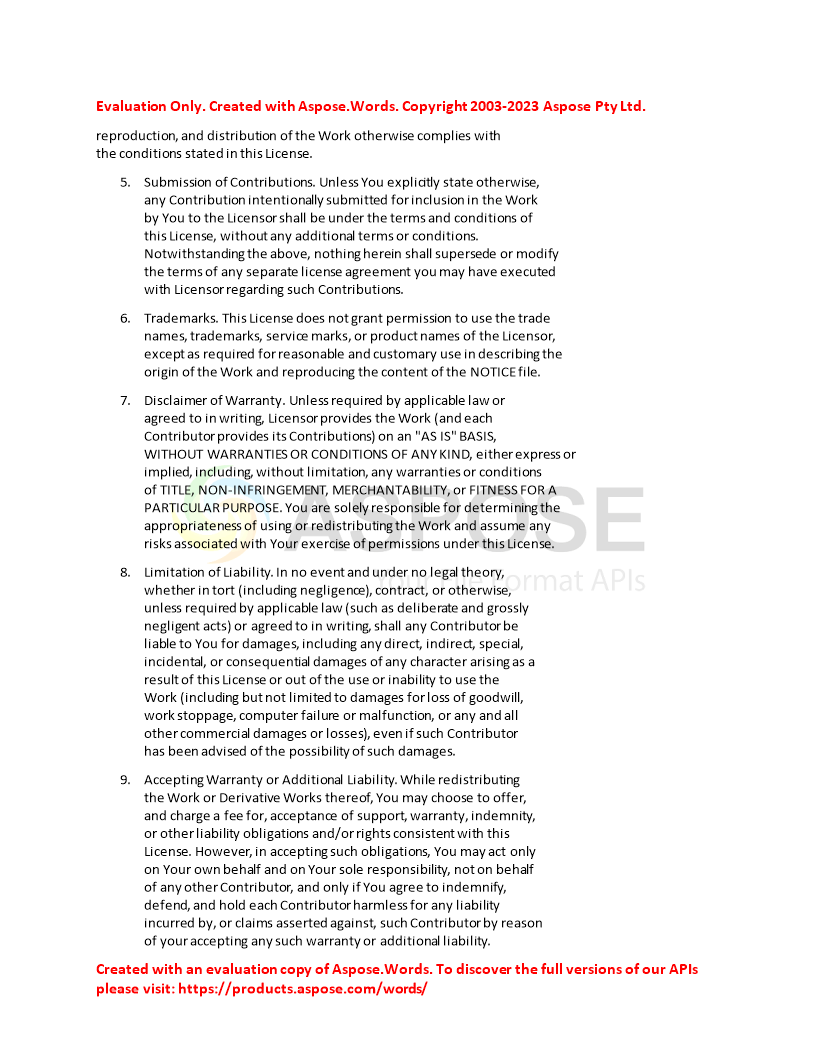 Evaluation Only. Created with Aspose.Words. Copyright 2003-2023 Aspose Pty Ltd.
reproduction, and distribution of the Work otherwise complies with
the conditions stated in this License.
5. Submission of Contributions. Unless You explicitly state otherwise,
any Contribution intentionally submitted for inclusion in the Work
by You to the Licensor shall be under the terms and conditions of
this License, without any additional terms or conditions.
Notwithstanding the above, nothing herein shall supersede or modify
the terms of any separate license agreement you may have executed
with Licensor regarding such Contributions.
6. Trademarks. This License does not grant permission to use the trade
names, trademarks, service marks, or product names of the Licensor,
except as required for reasonable and customary use in describing the
origin of the Work and reproducing the content of the NOTICE file.
7. Disclaimer of Warranty. Unless required by applicable law or
agreed to in writing, Licensor provides the Work (and each
Contributor provides its Contributions) on an "AS IS" BASIS,
WITHOUT WARRANTIES OR CONDITIONS OF ANY KIND, either express or
implied, including, without limitation, any warranties or conditions
of TITLE, NON-INFRINGEMENT, MERCHANTABILITY, or FITNESS FOR A
PARTICULAR PURPOSE. You are solely responsible for determining the
appropriateness of using or redistributing the Work and assume any
risks associated with Your exercise of permissions under this License.
ASPOSE
Your File Format APIs
8. Limitation of Liability. In no event and under no legal theory,
whether in tort (including negligence), contract, or otherwise,
unless required by applicable law (such as deliberate and grossly
negligent acts) or agreed to in writing, shall any Contributor be
liable to You for damages, including any direct, indirect, special,
incidental, or consequential damages of any character arising as a
result of this License or out of the use or inability to use the
Work (including but not limited to damages for loss of goodwill,
work stoppage, computer failure or malfunction, or any and all
other commercial damages or losses), even if such Contributor
has been advised of the possibility of such damages.
9. Accepting Warranty or Additional Liability. While redistributing
the Work or Derivative Works thereof, You may choose to offer,
and charge a fee for, acceptance of support, warranty, indemnity,
or other liability obligations and/or rights consistent with this
License. However, in accepting such obligations, You may act only
on Your own behalf and on Your sole responsibility, not on behalf
of any other Contributor, and only if You agree to indemnify,
defend, and hold each Contributor harmless for any liability
incurred by, or claims asserted against, such Contributor by reason
of your accepting any such warranty or additional liability.
Created with an evaluation copy of Aspose.Words. To discover the full versions of our APIs
please visit: https://products.aspose.com/words/